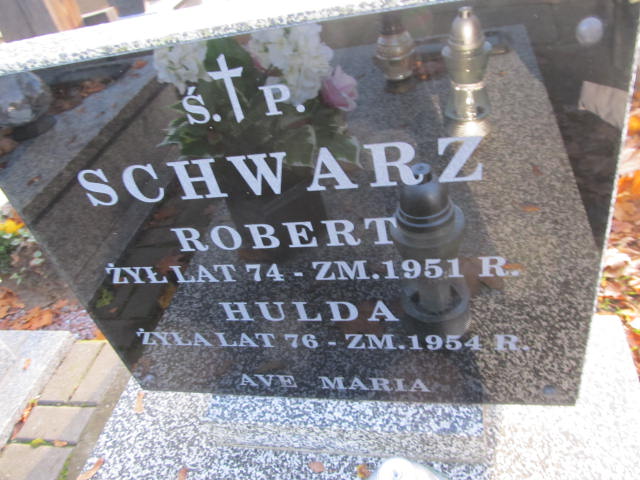 Ś. P.
SCHWARZ
ROBERT
ŻYŁ LAT 74 - ZM. 1951 R.
HULDA
ŻYŁA LAT 76 - ZM. 1954 R.
AVE MARIA